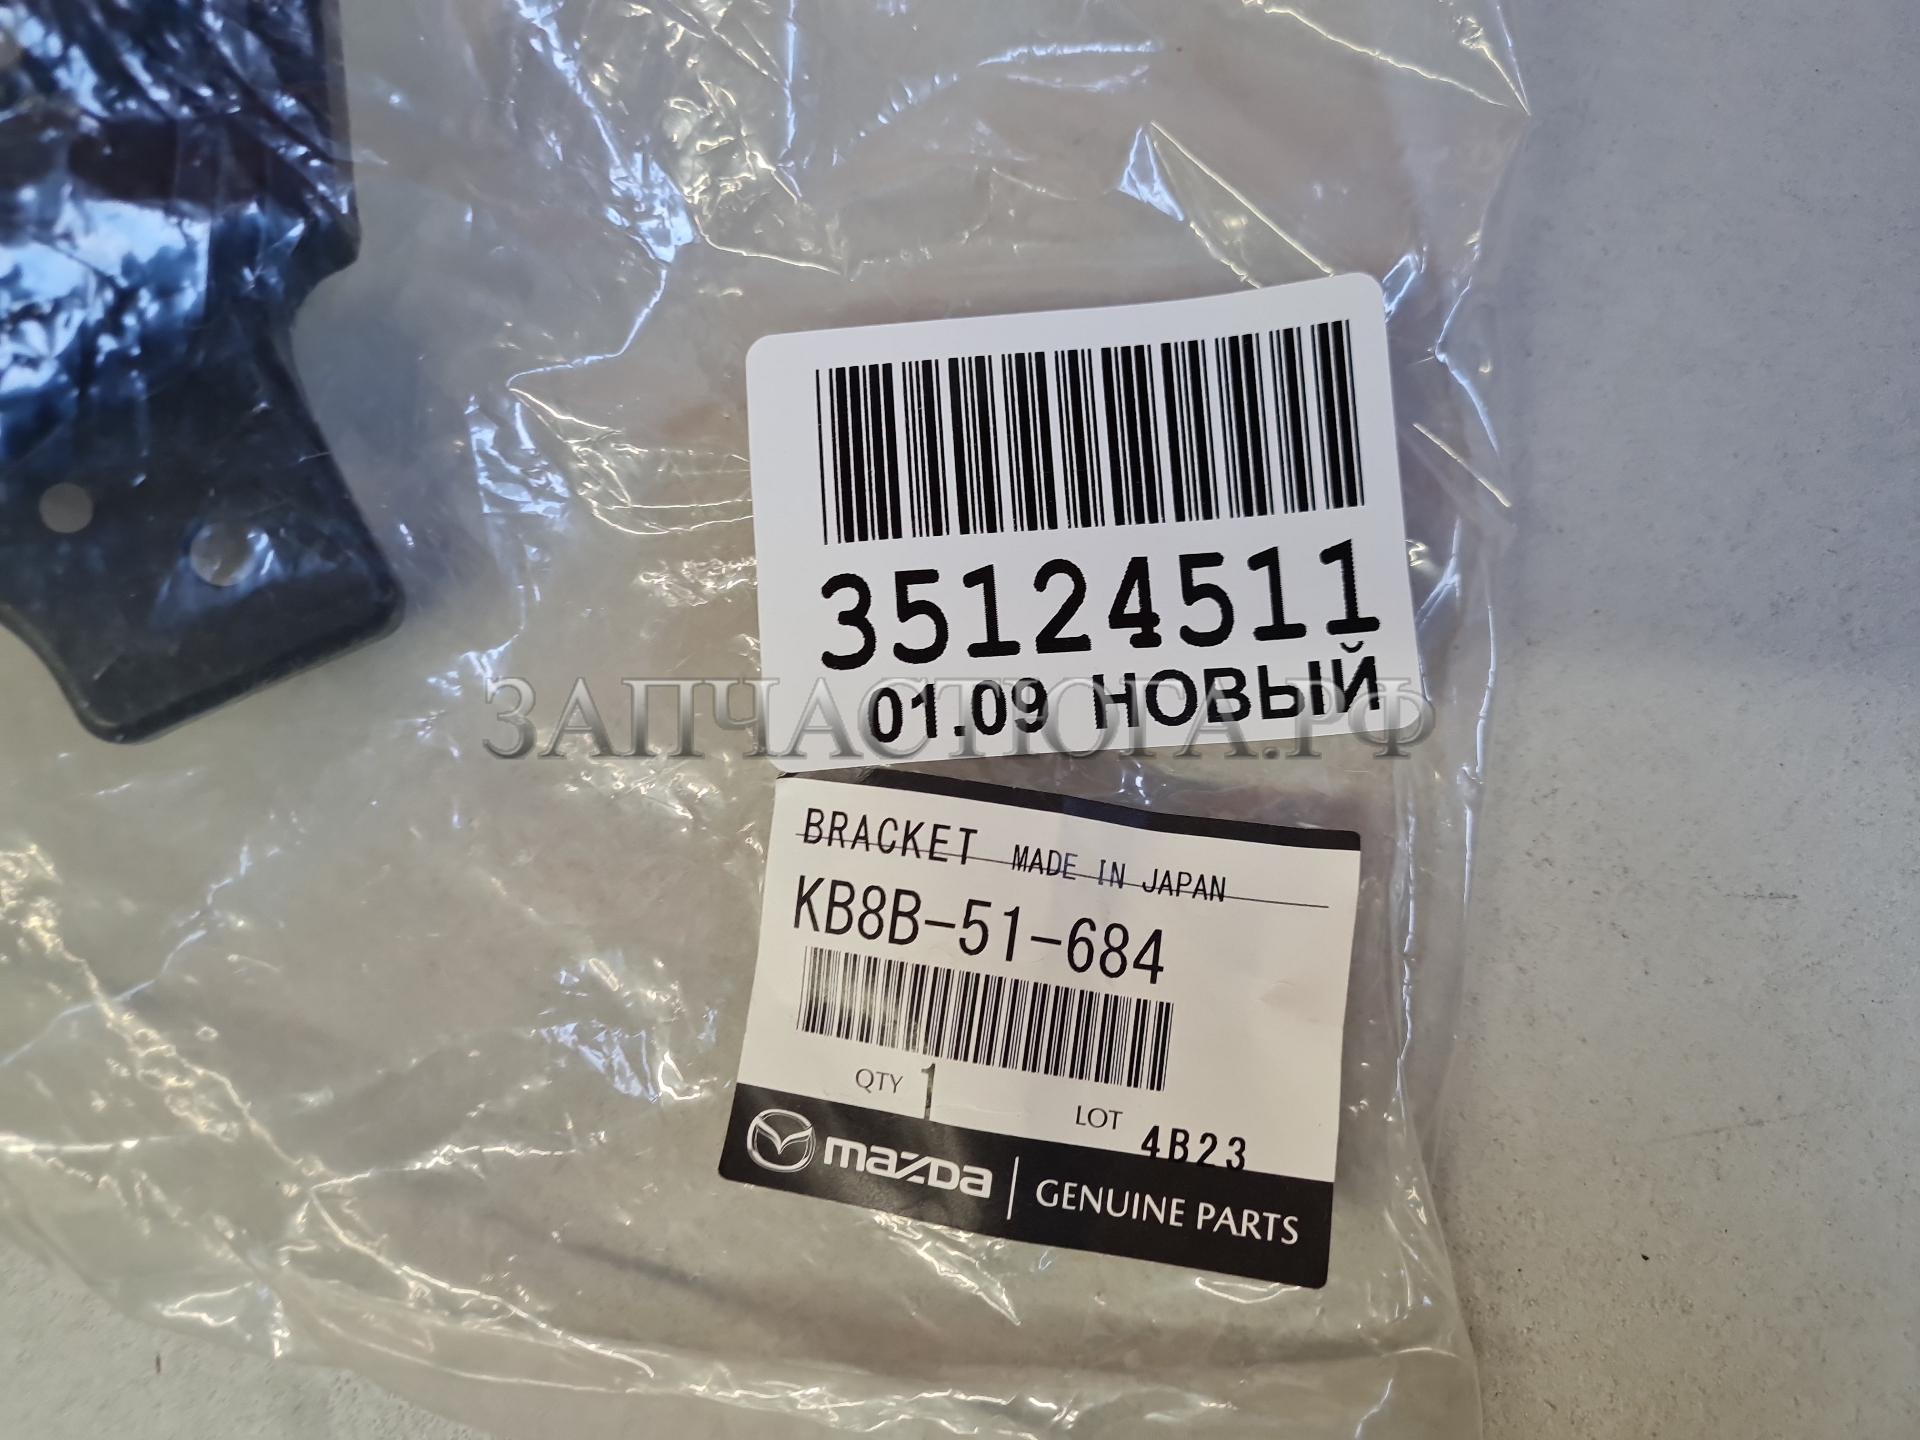 35124511
01.09 НОВЫЙ
ЗАПЧАСТЮГА.РФ
BRACKET MADE IN JAPAN
KB8B-51-684
QTY 1
LOT 4B23
mazda GENUINE PARTS